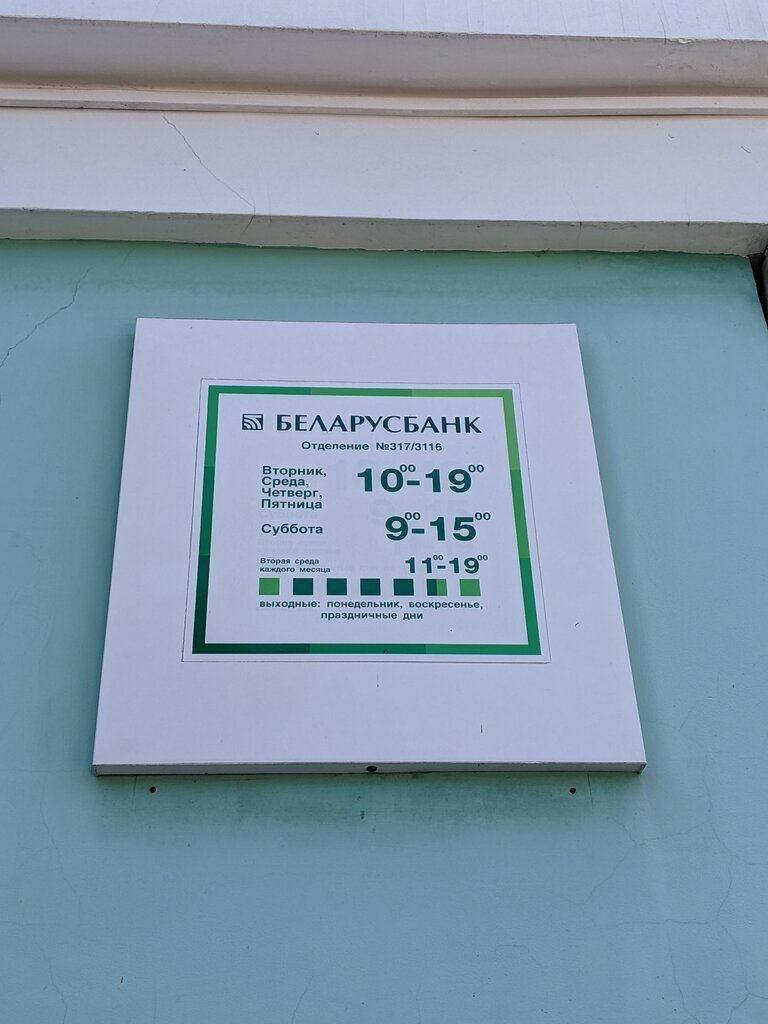 БЕЛАРУСБАНК
Отделение №317/3116
Вторник,
Среда,
Четверг,
Пятница
10⁰⁰-19⁰⁰
Суббота
9⁰⁰-15⁰⁰
Вторая среда
каждого месяца
11⁰⁰-19⁰⁰
выходные: понедельник, воскресенье,
праздничные дни